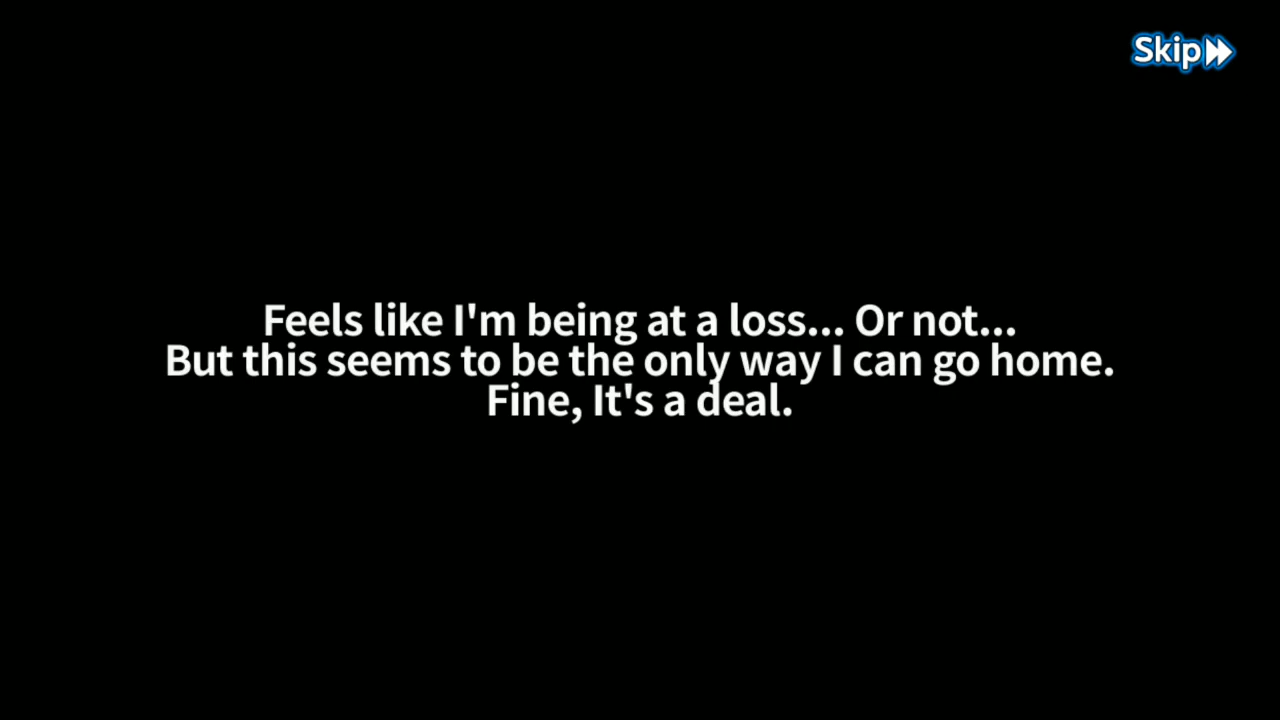 Skip
Feels like I'm being at a loss... Or not...
But this seems to be the only way I can go home.
Fine, It's a deal.